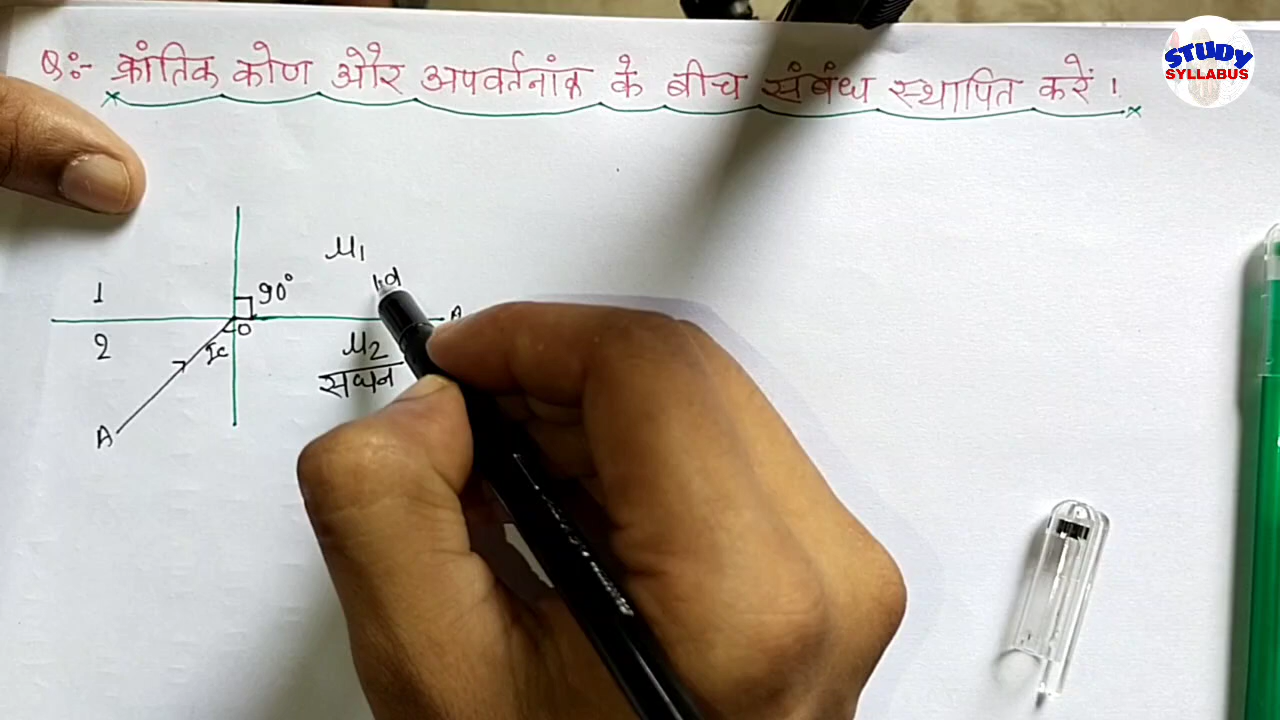 Q:- क्रांतिक कोण और अपवर्तनांक के बीच संबंध स्थापित करें।
STUDY
SYLLABUS
μ1
1
90°
O
2
Ic
μ2
सघन
A